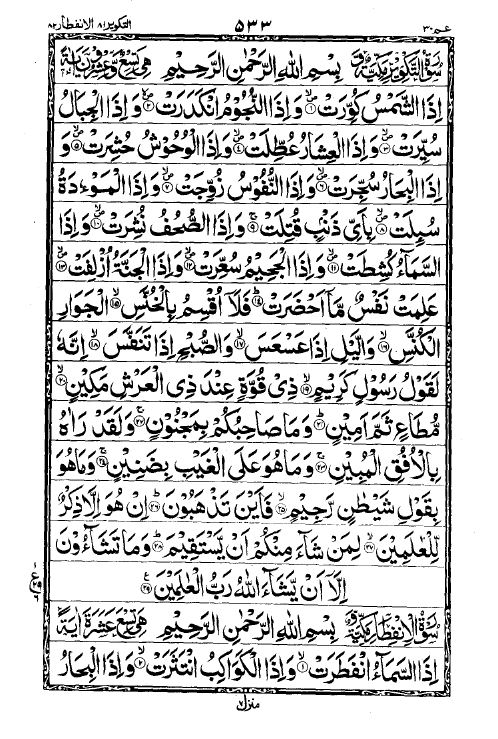 عم ٣٠ ٥٣٣ التكوير ٨١ الانفطار ٨٢
سُوْرَةُ التَّكْوِيْرِ مَكِّيَّةٌ بِسْمِ اللهِ الرَّحْمٰنِ الرَّحِيْمِ هِيَ تِسْعٌ وَّعِشْرُوْنَ اٰيَةً
اِذَا الشَّمْسُ كُوِّرَتْ ۝١ وَاِذَا النُّجُوْمُ انْكَدَرَتْ ۝٢ وَاِذَا الْجِبَالُ
سُيِّرَتْ ۝٣ وَاِذَا الْعِشَارُ عُطِّلَتْ ۝٤ وَاِذَا الْوُحُوْشُ حُشِرَتْ ۝٥ وَ
اِذَا الْبِحَارُ سُجِّرَتْ ۝٦ وَاِذَا النُّفُوْسُ زُوِّجَتْ ۝٧ وَاِذَا الْمَوْءٗدَةُ
سُىِٕلَتْ ۝٨ بِاَىِّ ذَنْۢبٍ قُتِلَتْ ۝٩ وَاِذَا الصُّحُفُ نُشِرَتْ ۝١٠ وَاِذَا
السَّمَآءُ كُشِطَتْ ۝١١ وَاِذَا الْجَحِيْمُ سُعِّرَتْ ۝١٢ وَاِذَا الْجَنَّةُ اُزْلِفَتْ ۝١٣
عَلِمَتْ نَفْسٌ مَّآ اَحْضَرَتْ ۝١٤ فَلَآ اُقْسِمُ بِالْخُنَّسِ ۝١٥ الْجَوَارِ
الْكُنَّسِ ۝١٦ وَالَّيْلِ اِذَا عَسْعَسَ ۝١٧ وَالصُّبْحِ اِذَا تَنَفَّسَ ۝١٨ اِنَّهٗ
لَقَوْلُ رَسُوْلٍ كَرِيْمٍ ۝١٩ ذِيْ قُوَّةٍ عِنْدَ ذِي الْعَرْشِ مَكِيْنٍ ۝٢٠
مُّطَاعٍ ثَمَّ اَمِيْنٍ ۝٢١ وَمَا صَاحِبُكُمْ بِمَجْنُوْنٍ ۝٢٢ وَلَقَدْ رَاٰهُ
بِالْاُفُقِ الْمُبِيْنِ ۝٢٣ وَمَا هُوَ عَلَى الْغَيْبِ بِضَنِيْنٍ ۝٢٤ وَمَا هُوَ
بِقَوْلِ شَيْطٰنٍ رَّجِيْمٍ ۝٢٥ فَاَيْنَ تَذْهَبُوْنَ ۝٢٦ اِنْ هُوَ اِلَّا ذِكْرٌ
لِّلْعٰلَمِيْنَ ۝٢٧ لِمَنْ شَآءَ مِنْكُمْ اَنْ يَّسْتَقِيْمَ ۝٢٨ وَمَا تَشَآءُوْنَ
اِلَّآ اَنْ يَّشَآءَ اللهُ رَبُّ الْعٰلَمِيْنَ ۝٢٩
سُوْرَةُ الْاِنْفِطَارِ مَكِّيَّةٌ بِسْمِ اللهِ الرَّحْمٰنِ الرَّحِيْمِ هِيَ تِسْعَ عَشَرَةَ اٰيَةً
اِذَا السَّمَآءُ انْفَطَرَتْ ۝١ وَاِذَا الْكَوَاكِبُ انْتَثَرَتْ ۝٢ وَاِذَا الْبِحَارُ
منزل ٧